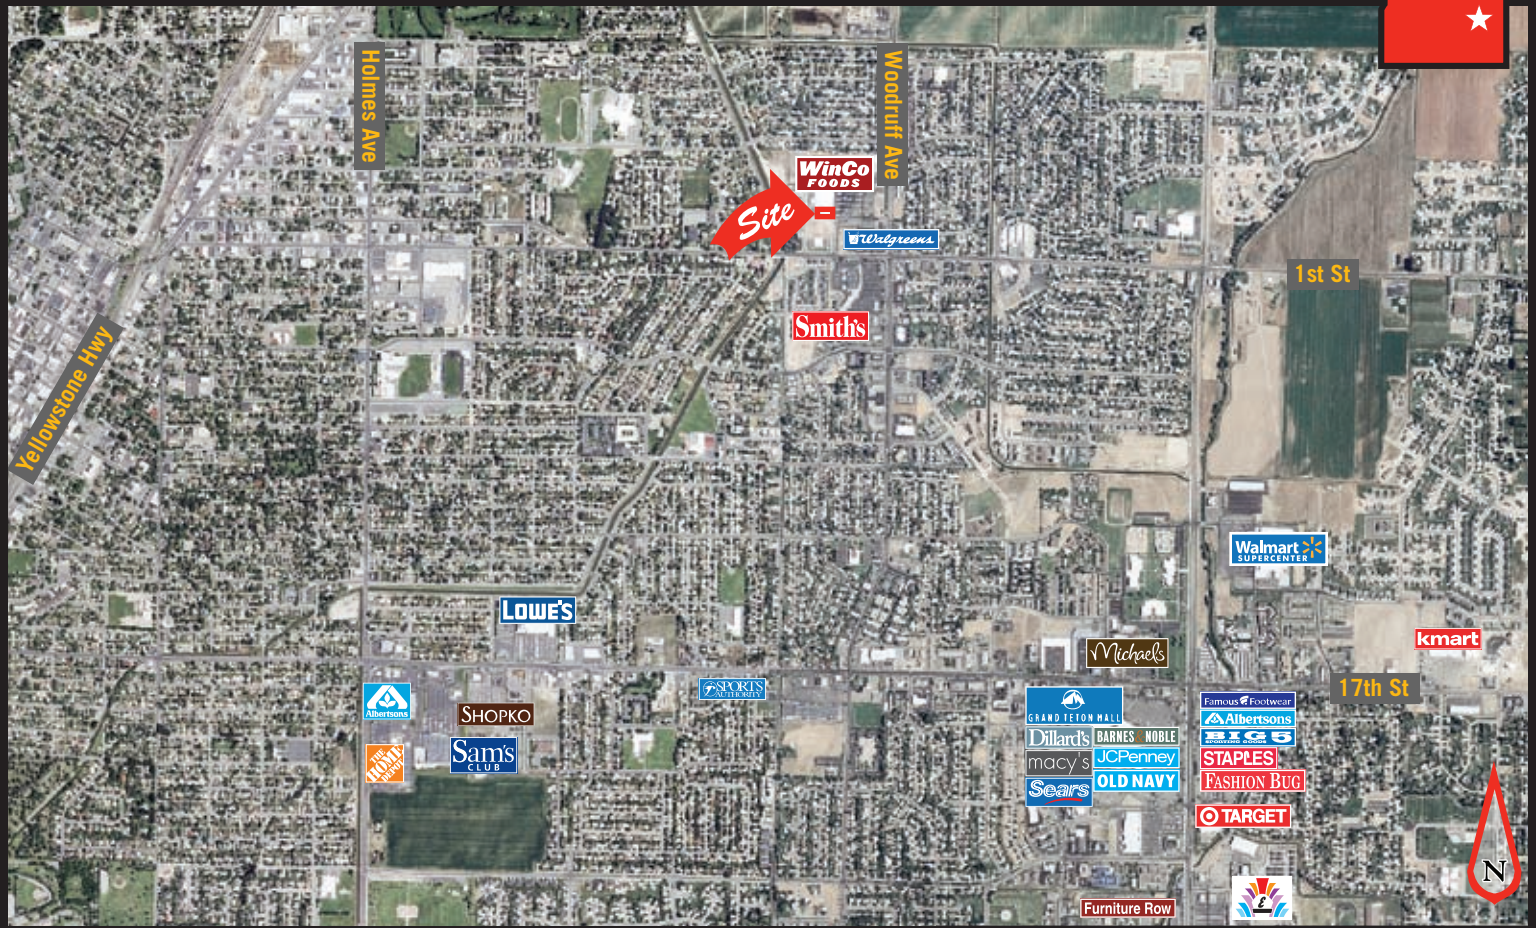 Holmes Ave
Woodruff Ave
WinCo
FOODS
Site
Walgreens
1st St
Smith's
Yellowstone Hwy
Walmart
SUPERCENTER
LOWE'S
kmart
Michaels
17th St
SPORTS
AUTHORITY
Albertsons
SHOPKO
Sam's
CLUB
THE
HOME
DEPOT
GRAND TETON MALL
Dillard's
BARNES & NOBLE
macy's
JCPenney
Sears
OLD NAVY
FAMOUS FOOTWEAR
Albertsons
BIG 5
SPORTING GOODS
STAPLES
FASHION BUG
TARGET
N
Furniture Row
E